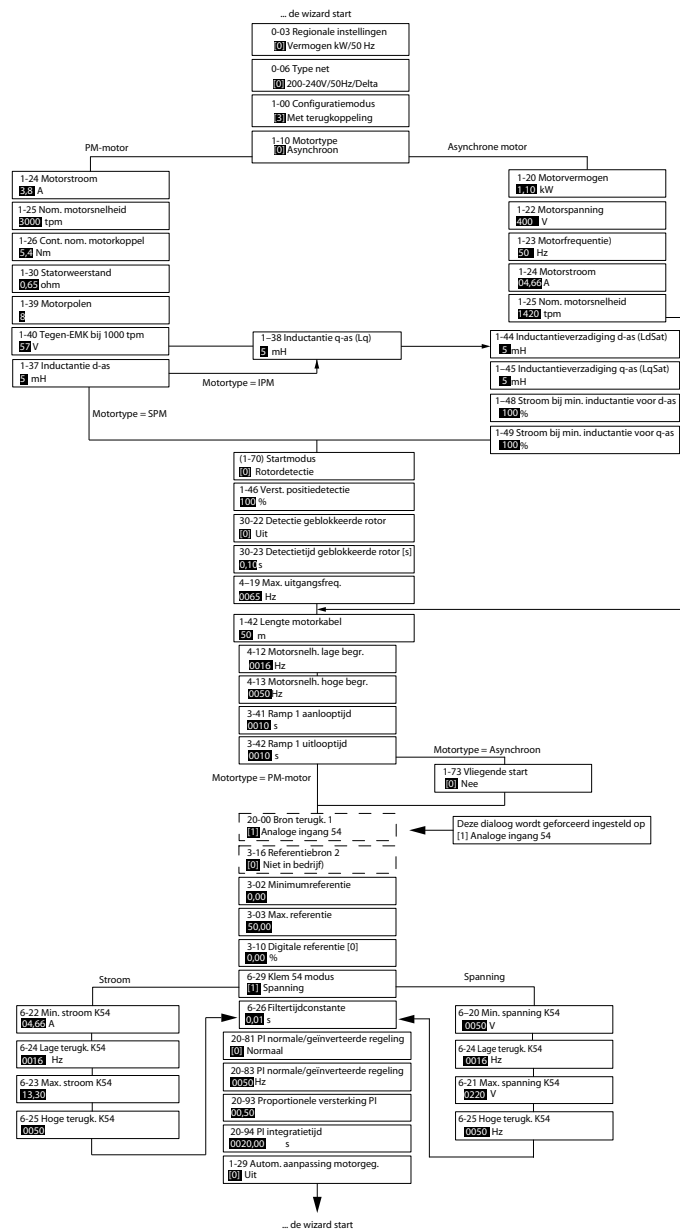 ... de wizard start
0-03 Regionale instellingen
[0] Vermogen kW/50 Hz
0-06 Type net
[0] 200-240V/50Hz/Delta
1-00 Configuratiemodus
[3] Met terugkoppeling
1-10 Motortype
[0] Asynchroon
PM-motor
Asynchrone motor
1-24 Motorstroom
3,8 A
1-25 Nom. motorsnelheid
3000 tpm
1-26 Cont. nom. motorkoppel
5,4 Nm
1-30 Statorweerstand
0,65 ohm
1-39 Motorpolen
8
1-40 Tegen-EMK bij 1000 tpm
57 V
1-37 Inductantie d-as
5 mH
1-20 Motorvermogen
1,10 kW
1-22 Motorspanning
400 V
1-23 Motorfrequentie)
50 Hz
1-24 Motorstroom
04,66 A
1-25 Nom. motorsnelheid
1420 tpm
1–38 Inductantie q-as (Lq)
5 mH
Motortype = IPM
Motortype = SPM
1-44 Inductantieverzadiging d-as (LdSat)
5 mH
1–45 Inductantieverzadiging q-as (LqSat)
5 mH
1–48 Stroom bij min. inductantie voor d-as
100 %
1-49 Stroom bij min. inductantie voor q-as
100 %
(1-70) Startmodus
[0] Rotordetectie
1-46 Verst. positiedetectie
100 %
30-22 Detectie geblokkeerde rotor
[0] Uit
30-23 Detectietijd geblokkeerde rotor [s]
0,10 s
4–19 Max. uitgangsfreq.
0065 Hz
1-42 Lengte motorkabel
50 m
4-12 Motorsnelh. lage begr.
0016 Hz
4-13 Motorsnelh. hoge begr.
0050 Hz
3-41 Ramp 1 aanlooptijd
0010 s
3-42 Ramp 1 uitlooptijd
0010 s
Motortype = Asynchroon
Motortype = PM-motor
1-73 Vliegende start
[0] Nee
20-00 Bron terugk. 1
[1] Analoge ingang 54
Deze dialoog wordt geforceerd ingesteld op
[1] Analoge ingang 54
3-16 Referentiebron 2
[0] Niet in bedrijf)
3-02 Minimumreferentie
0,00
3-03 Max. referentie
50,00
3-10 Digitale referentie [0]
0,00 %
6-29 Klem 54 modus
[1] Spanning
Stroom
Spanning
6-22 Min. stroom K54
04,66 A
6-24 Lage terugk. K54
0016 Hz
6-23 Max. stroom K54
13,30
6-25 Hoge terugk. K54
0050
6-26 Filtertijdconstante
0,01 s
20-81 PI normale/geïnverteerde regeling
[0] Normaal
20-83 PI normale/geïnverteerde regeling
0050 Hz
20-93 Proportionele versterking PI
00,50
20-94 PI integratietijd
0020,00 s
1-29 Autom. aanpassing motorgeg.
[0] Uit
6–20 Min. spanning K54
0050 V
6-24 Lage terugk. K54
0016 Hz
6-21 Max. spanning K54
0220 V
6-25 Hoge terugk. K54
0050 Hz
... de wizard start